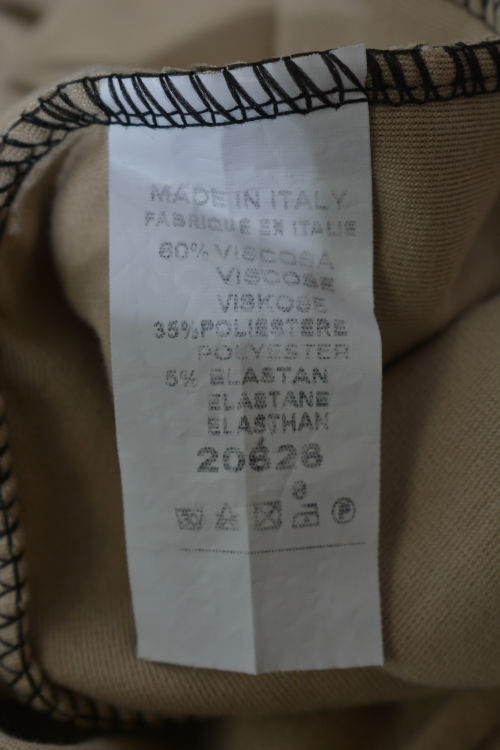 MADE IN ITALY
FABRIQUE EN ITALIE
60% VISCOSA
VISCOSE
VISKOSE
35% POLIESTERE
POLYESTER
5% ELASTAN
ELASTANE
ELASTHAN
20626